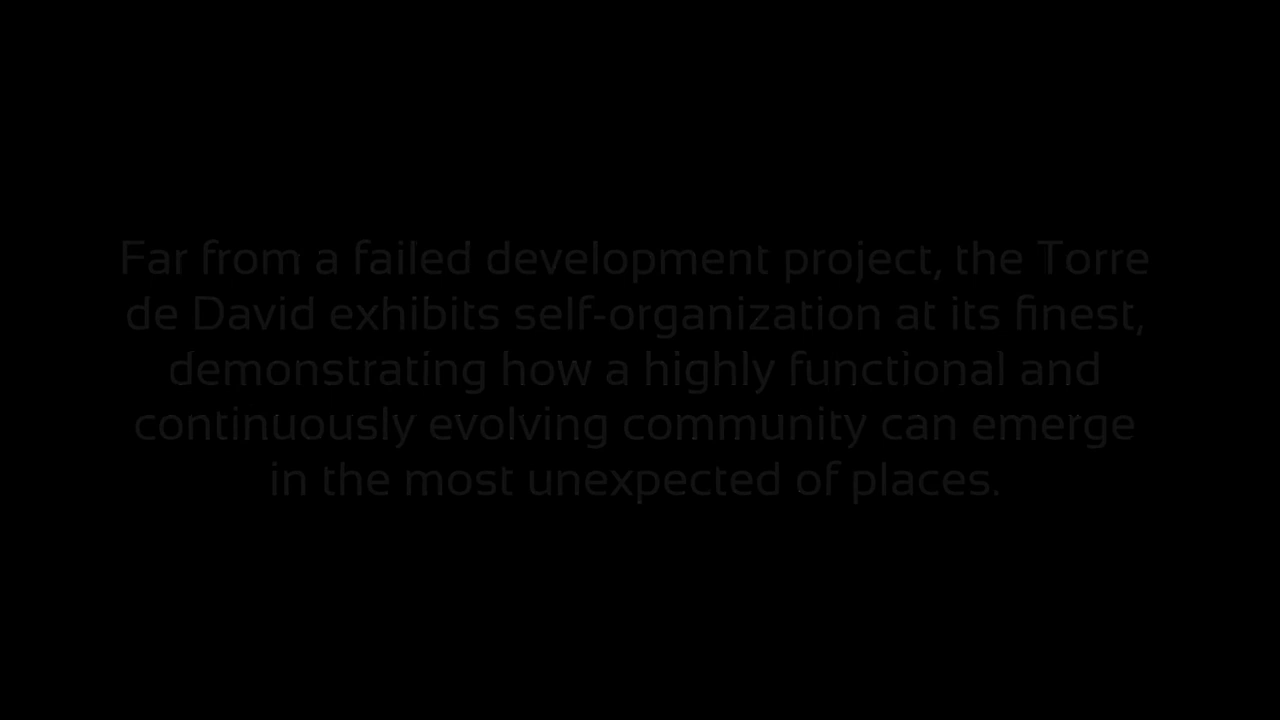 Far from a failed development project, the Torre
de David exhibits self-organization at its finest,
demonstrating how a highly functional and
continuously evolving community can emerge
in the most unexpected of places.